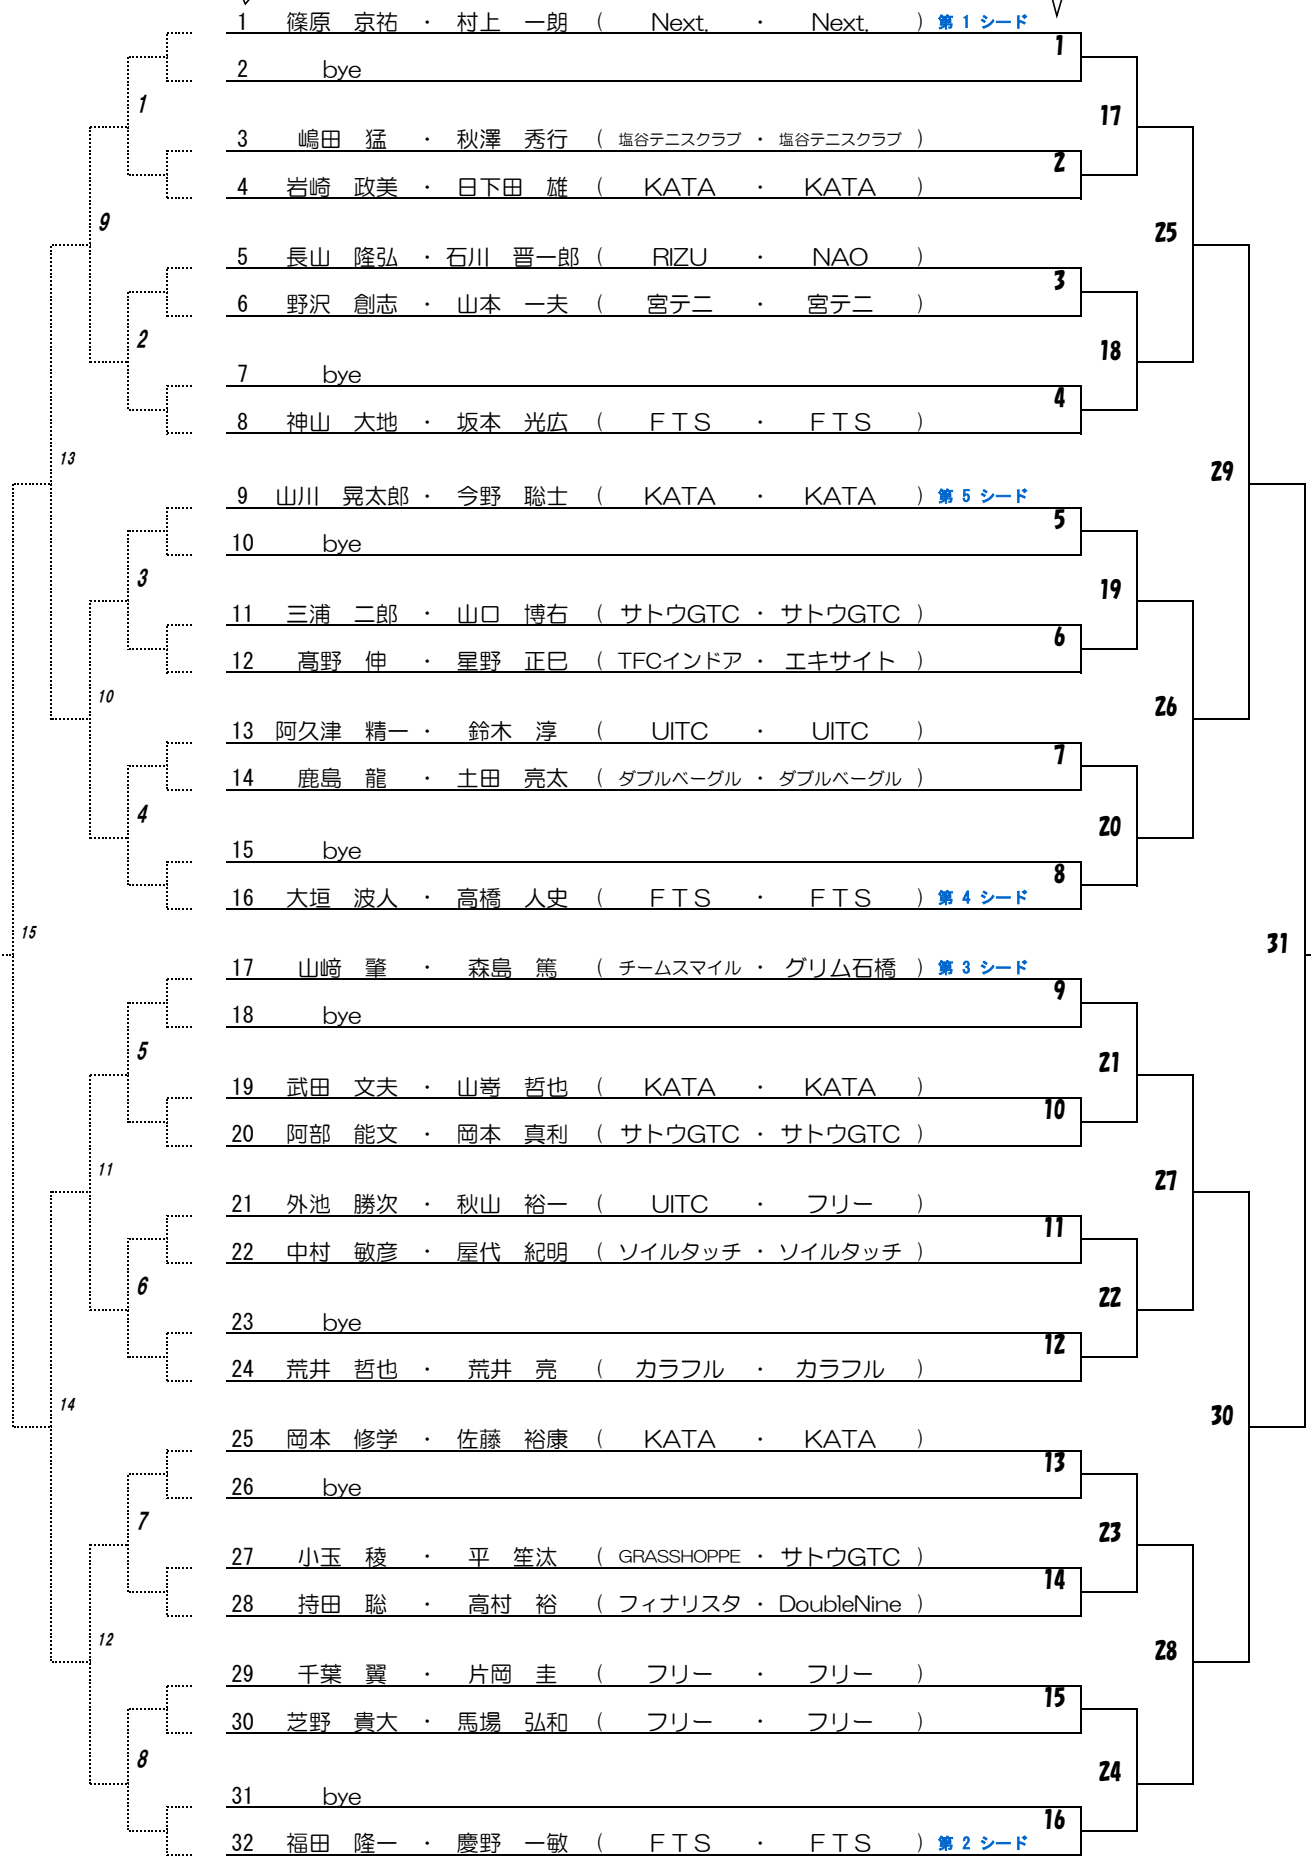 1 篠原 京祐 ・ 村上 一朗 ( Next. ・ Next. ) 第 1 シード
1
2 bye
1
17
3 嶋田 猛 ・ 秋澤 秀行 ( 塩谷テニスクラブ ・ 塩谷テニスクラブ )
2
4 岩崎 政美 ・ 日下田 雄 ( KATA ・ KATA )
9
25
5 長山 隆弘 ・ 石川 晋一郎 ( RIZU ・ NAO )
3
6 野沢 創志 ・ 山本 一夫 ( 宮テニ ・ 宮テニ )
2
18
7 bye
4
8 神山 大地 ・ 坂本 光広 ( FTS ・ FTS )
13
29
9 山川 晃太郎 ・ 今野 聡士 ( KATA ・ KATA ) 第 5 シード
5
10 bye
3
19
11 三浦 二郎 ・ 山口 博右 ( サトウGTC ・ サトウGTC )
6
12 髙野 伸 ・ 星野 正巳 ( TFCインドア ・ エキサイト )
10
26
13 阿久津 精一 ・ 鈴木 淳 ( UITC ・ UITC )
7
14 鹿島 龍 ・ 土田 亮太 ( ダブルベーグル ・ ダブルベーグル )
4
20
15 bye
8
16 大垣 波人 ・ 高橋 人史 ( FTS ・ FTS ) 第 4 シード
15
31
17 山﨑 肇 ・ 森島 篤 ( チームスマイル ・ グリム石橋 ) 第 3 シード
9
18 bye
5
21
19 武田 文夫 ・ 山嵜 哲也 ( KATA ・ KATA )
10
20 阿部 能文 ・ 岡本 真利 ( サトウGTC ・ サトウGTC )
11
27
21 外池 勝次 ・ 秋山 裕一 ( UITC ・ フリー )
11
22 中村 敏彦 ・ 屋代 紀明 ( ソイルタッチ ・ ソイルタッチ )
6
22
23 bye
12
24 荒井 哲也 ・ 荒井 亮 ( カラフル ・ カラフル )
14
30
25 岡本 修学 ・ 佐藤 裕康 ( KATA ・ KATA )
13
26 bye
7
23
27 小玉 稜 ・ 平 笙汰 ( GRASSHOPPE ・ サトウGTC )
14
28 持田 聡 ・ 高村 裕 ( フィナリスタ ・ DoubleNine )
12
28
29 千葉 翼 ・ 片岡 圭 ( フリー ・ フリー )
15
30 芝野 貴大 ・ 馬場 弘和 ( フリー ・ フリー )
8
24
31 bye
16
32 福田 隆一 ・ 慶野 一敏 ( FTS ・ FTS ) 第 2 シード